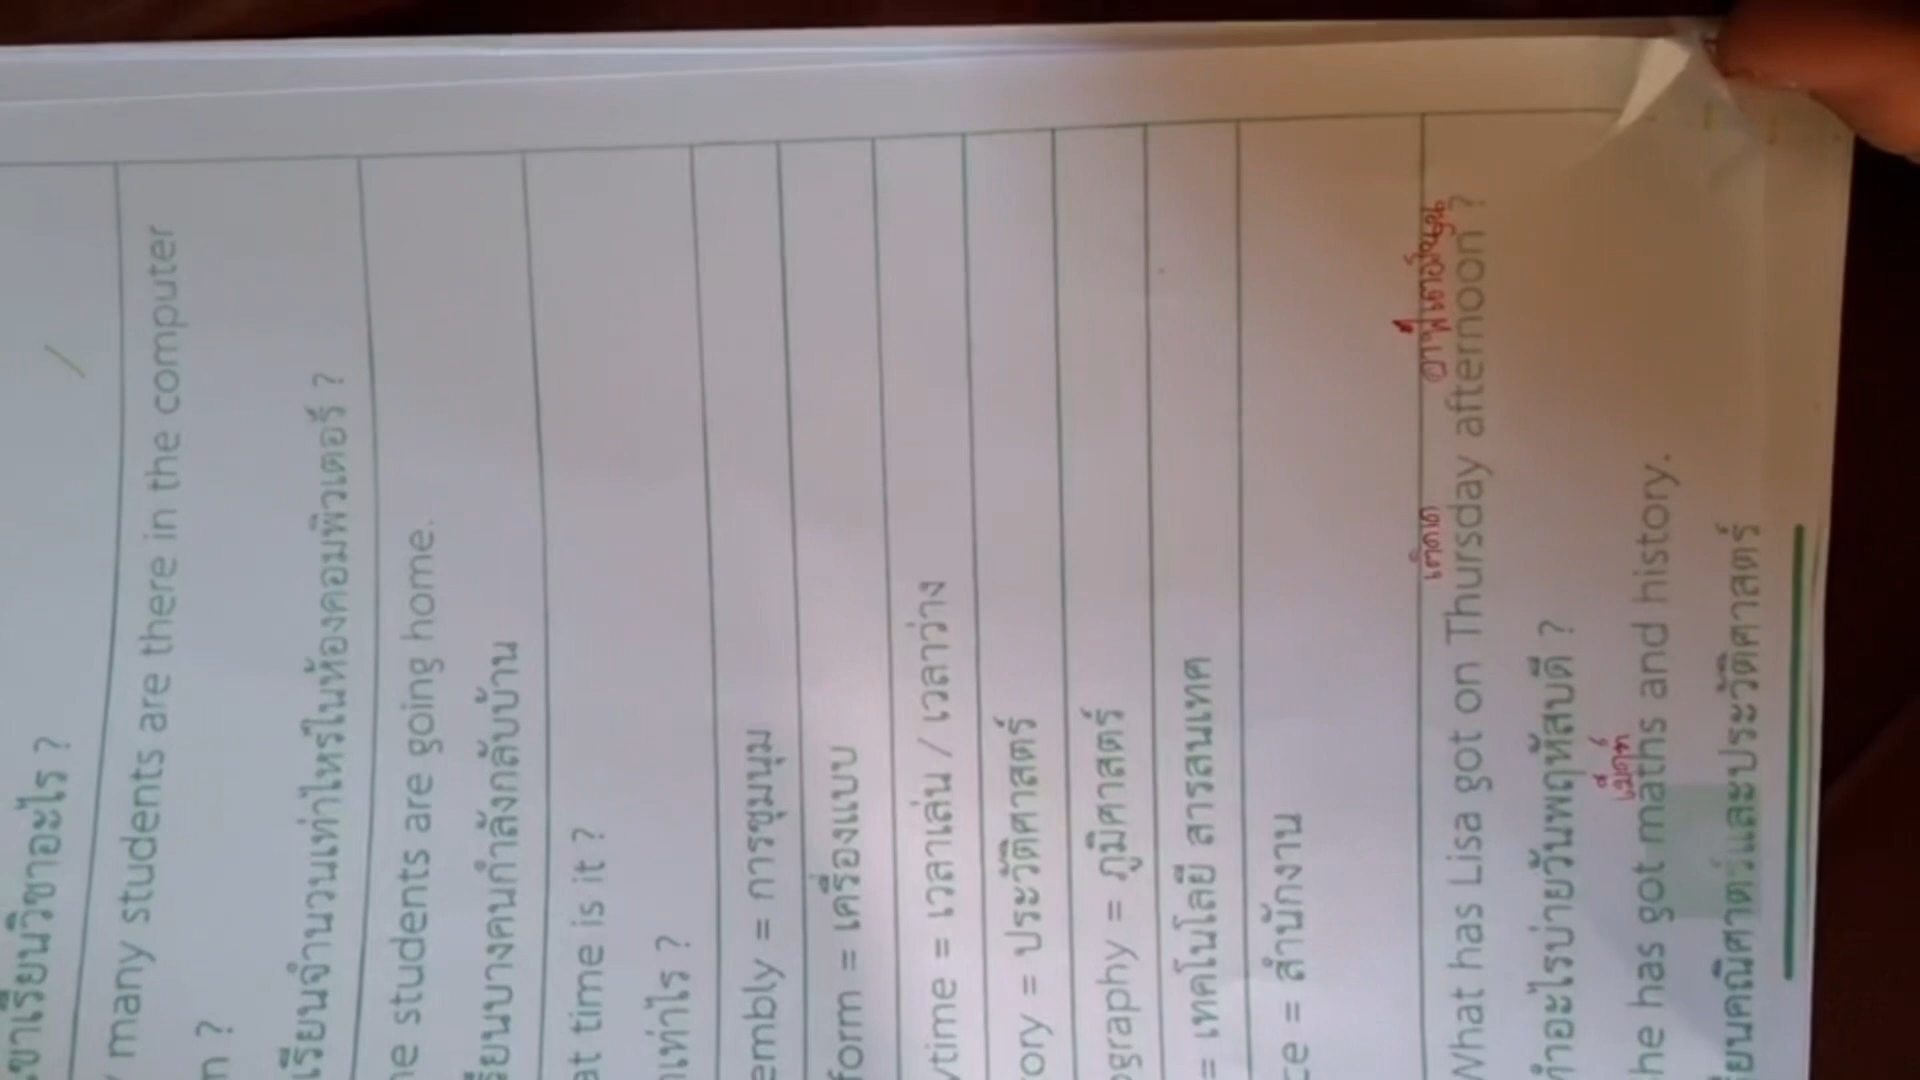 เขาเรียนวิชาอะไร ?
many students are there in the computer
?
เรียนจำนวนเท่าไหร่ในห้องคอมพิวเตอร์ ?
students are going home.
เรียนบางคนกำลังกลับบ้าน
at time is it ?
เท่าไร ?
embly = การชุมนุม
form = เครื่องแบบ
ytime = เวลาเล่น / เวลาว่าง
ory = ประวัติศาสตร์
ography = ภูมิศาสตร์
= เทคโนโลยี สารสนเทศ
ce = สำนักงาน
What has Lisa got on Thursday afternoon ?
ทำอะไรบ่ายวันพฤหัสบดี ?
he has got maths and history.
ยนคณิศาตร์และประวัติศาสตร์